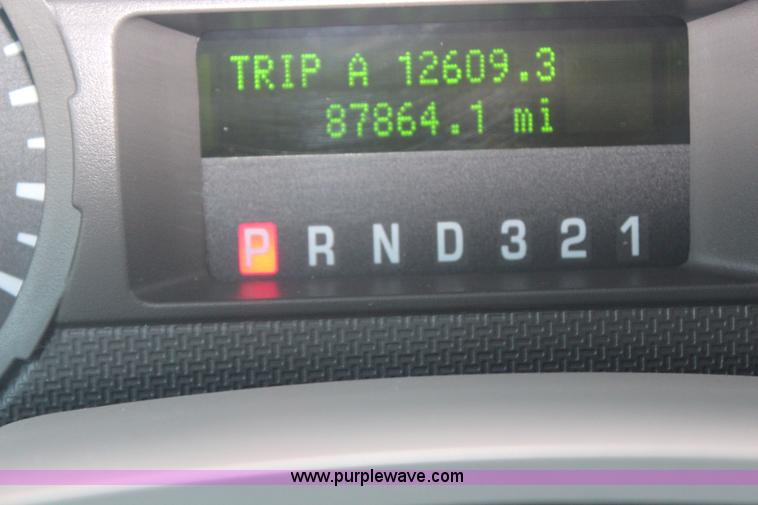 TRIP A 12609.3
87864.1 mi
P R N D 3 2 1
www.purplewave.com